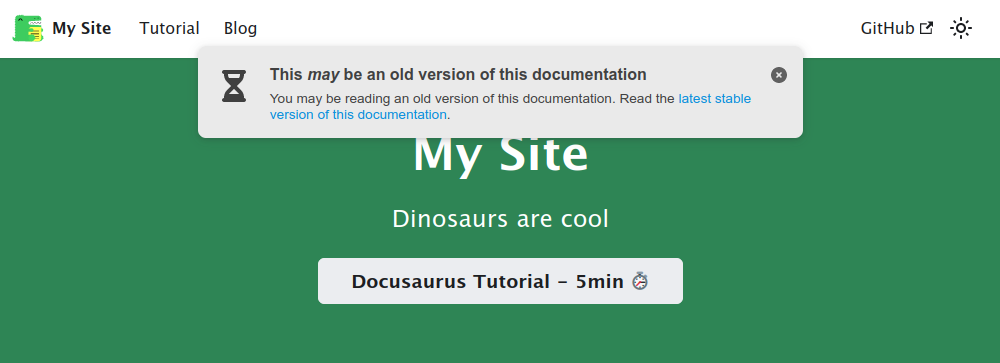 My Site Tutorial Blog GitHub
This may be an old version of this documentation
You may be reading an old version of this documentation. Read the latest stable
version of this documentation.
My Site
Dinosaurs are cool
Docusaurus Tutorial - 5min ⏱️